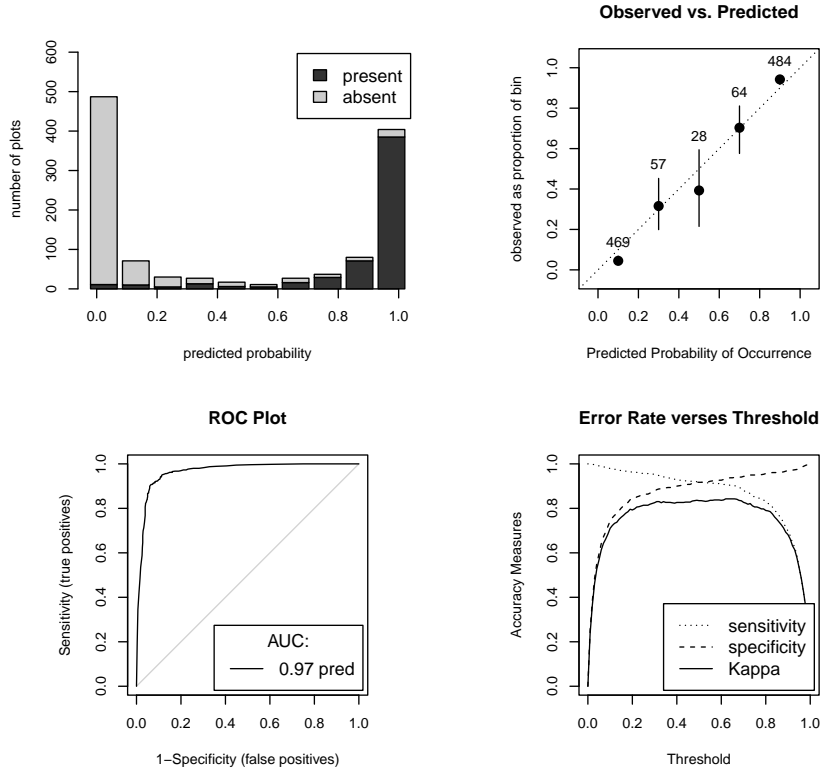 number of plots
600
500
400
300
200
100
0
present
absent
0.0 0.2 0.4 0.6 0.8 1.0
predicted probability
Observed vs. Predicted
observed as proportion of bin
1.0
0.8
0.6
0.4
0.2
0.0
469
57
28
64
484
0.0 0.2 0.4 0.6 0.8 1.0
Predicted Probability of Occurrence
ROC Plot
Sensitivity (true positives)
1.0
0.8
0.6
0.4
0.2
0.0
AUC:
0.97 pred
0.0 0.2 0.4 0.6 0.8 1.0
1−Specificity (false positives)
Error Rate verses Threshold
Accuracy Measures
1.0
0.8
0.6
0.4
0.2
0.0
sensitivity
specificity
Kappa
0.0 0.2 0.4 0.6 0.8 1.0
Threshold